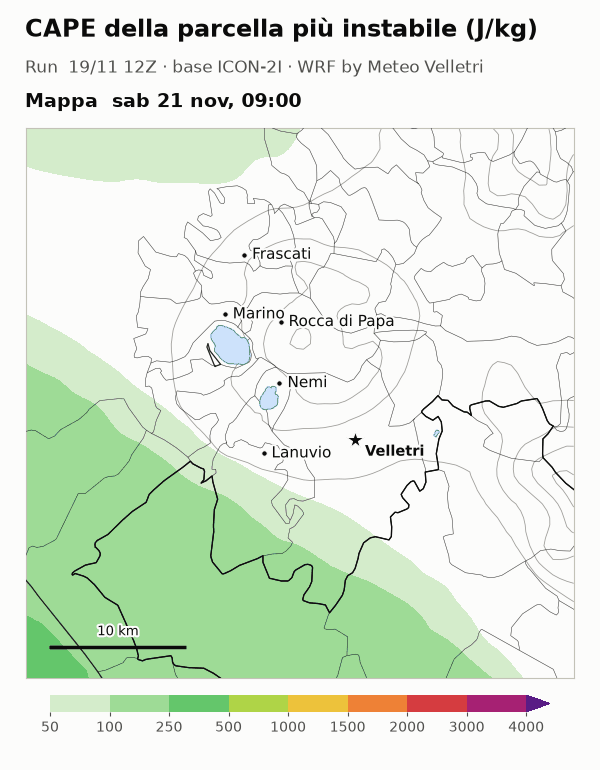 CAPE della parcella più instabile (J/kg)
Run  19/11 12Z · base ICON-2I · WRF by Meteo Velletri
Mappa  sab 21 nov, 09:00
Frascati
Marino
Rocca di Papa
Nemi
Velletri
Lanuvio
10 km
50 100 250 500 1000 1500 2000 3000 4000